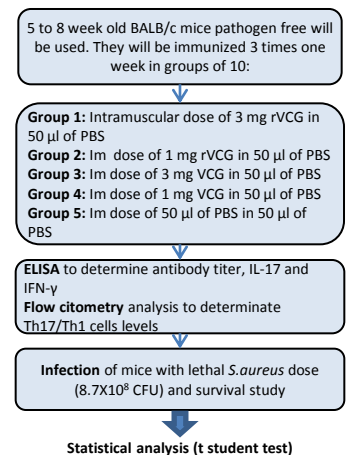 5 to 8 week old BALB/c mice pathogen free will
be used. They will be immunized 3 times one
week in groups of 10:
Group 1: Intramuscular dose of 3 mg rVCG in
50 µl of PBS
Group 2: Im dose of 1 mg rVCG in 50 µl of PBS
Group 3: Im dose of 3 mg VCG in 50 µl of PBS
Group 4: Im dose of 1 mg VCG in 50 µl of PBS
Group 5: Im dose of 50 µl of PBS in 50 µl of
PBS
ELISA to determine antibody titer, IL-17 and
IFN-γ
Flow citometry analysis to determinate
Th17/Th1 cells levels
Infection of mice with lethal S.aureus dose
(8.7X10⁸ CFU) and survival study
Statistical analysis (t student test)